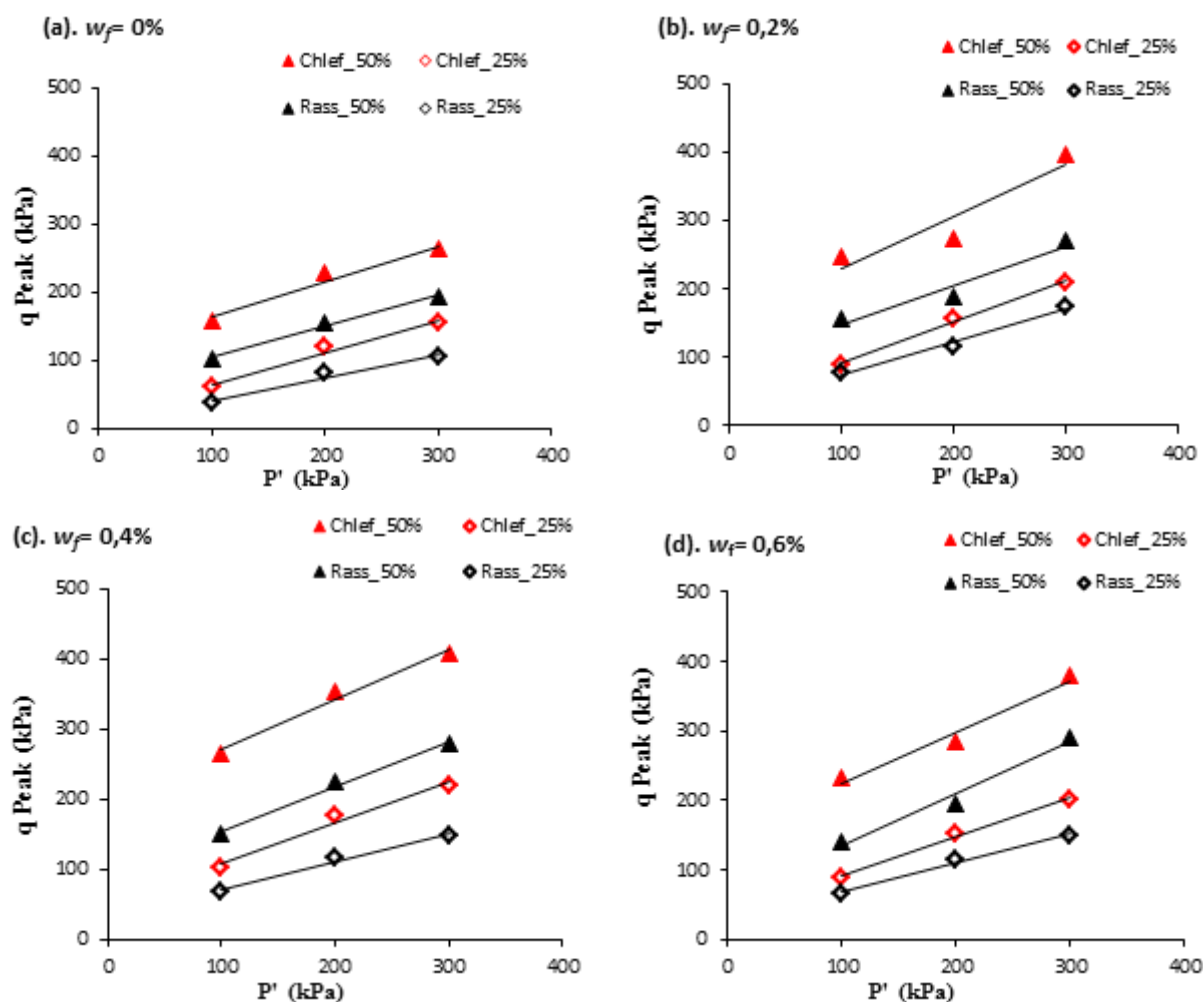 (a). wf= 0%
▲ Chlef_50% ◇ Chlef_25%
▲ Rass_50% ◇ Rass_25%
500
400
300
200
100
0
q Peak (kPa)
0 100 200 300 400
P' (kPa)
(b). wf= 0,2%
▲ Chlef_50% ◇ Chlef_25%
▲ Rass_50% ◇ Rass_25%
500
400
300
200
100
0
q Peak (kPa)
0 100 200 300 400
P' (kPa)
(c). wf= 0,4%
▲ Chlef_50% ◇ Chlef_25%
▲ Rass_50% ◇ Rass_25%
500
400
300
200
100
0
q Peak (kPa)
0 100 200 300 400
P' (kPa)
(d). wf= 0,6%
▲ Chlef_50% ◇ Chlef_25%
▲ Rass_50% ◇ Rass_25%
500
400
300
200
100
0
q Peak (kPa)
0 100 200 300 400
P' (kPa)